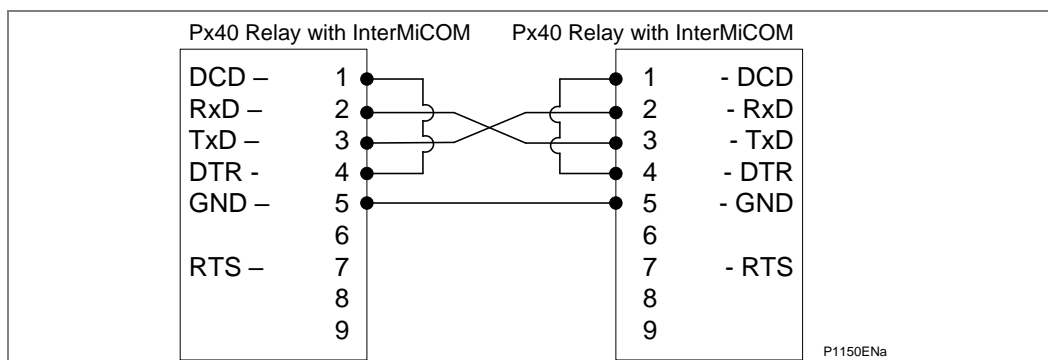 Px40 Relay with InterMiCOM Px40 Relay with InterMiCOM
DCD – 1 1 - DCD
RxD – 2 2 - RxD
TxD – 3 3 - TxD
DTR - 4 4 - DTR
GND – 5 5 - GND
6 6
RTS – 7 7 - RTS
8 8
9 9
P1150ENa